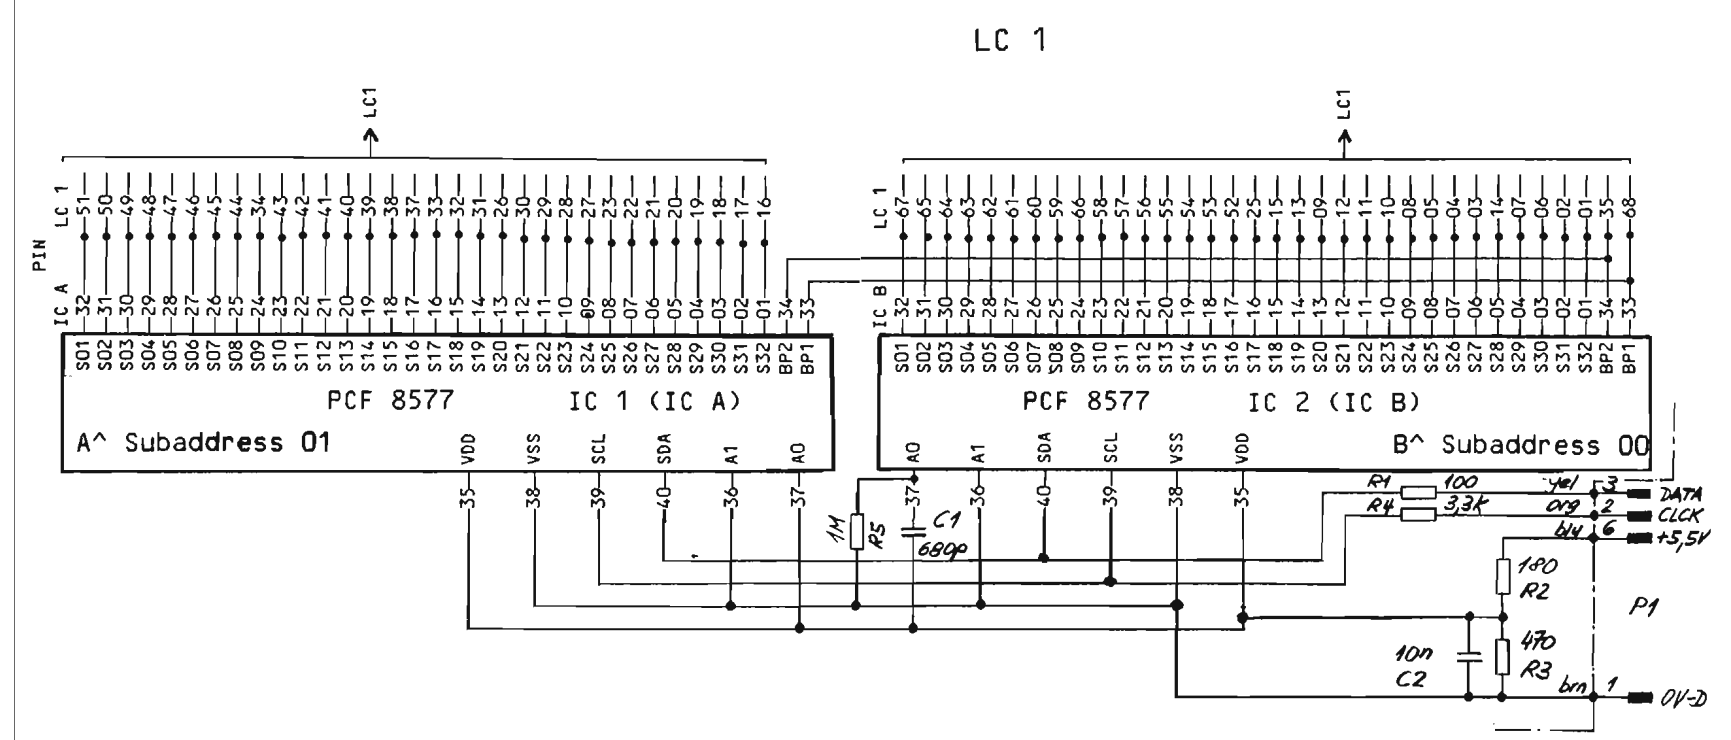 LC 1
LC1
LC1
PIN
LC 1
51 50 49 48 47 46 45 44 34 43 42 41 40 39 38 37 33 32 31 26 30 29 28 27 23 22 21 20 19 18 17 16
IC A
32 31 30 29 28 27 26 25 24 23 22 21 20 19 18 17 16 15 14 13 12 11 10 09 08 07 06 05 04 03 02 01 34 33
S01 S02 S03 S04 S05 S06 S07 S08 S09 S10 S11 S12 S13 S14 S15 S16 S17 S18 S19 S20 S21 S22 S23 S24 S25 S26 S27 S28 S29 S30 S31 S32 BP2 BP1
PCF 8577 IC 1 (IC A)
A^ Subaddress 01
VDD VSS SCL SDA A1 A0
35 38 39 40 36 37
LC 1
67 65 64 63 62 61 60 59 66 58 57 56 55 54 53 52 25 15 13 09 12 11 10 08 05 04 03 14 07 06 02 01 35 68
IC B
32 31 30 29 28 27 26 25 24 23 22 21 20 19 18 17 16 15 14 13 12 11 10 09 08 07 06 05 04 03 02 01 34 33
S01 S02 S03 S04 S05 S06 S07 S08 S09 S10 S11 S12 S13 S14 S15 S16 S17 S18 S19 S20 S21 S22 S23 S24 S25 S26 S27 S28 S29 S30 S31 S32 BP2 BP1
PCF 8577 IC 2 (IC B)
B^ Subaddress 00
A0 A1 SDA SCL VSS VDD
37 36 40 39 38 35
1M
R5
C1
680p
R1 100 yel 3 DATA
R4 3,3k org 2 CLCK
blu 6 +5,5V
180
R2
P1
470
R3
10n
C2
brn 1 0V-D